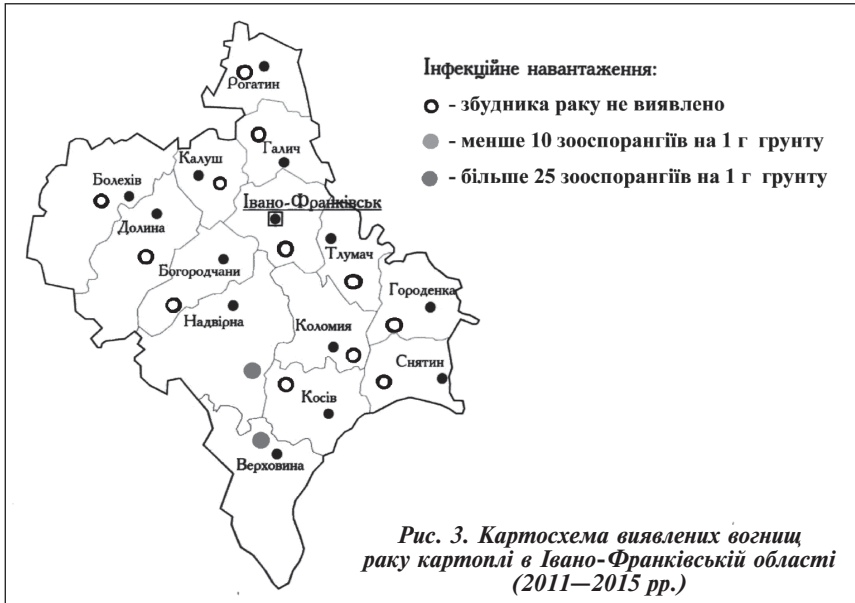 Інфекційне навантаження:
- збудника раку не виявлено
- менше 10 зооспорангіїв на 1 г грунту
- більше 25 зооспорангіїв на 1 г грунту
Рогатин
Галич
Калуш
Болехів
Івано-Франківськ
Долина
Тлумач
Богородчани
Городенка
Надвірна
Коломия
Снятин
Косів
Верховина
Рис. 3. Картосхема виявлених вогнищ
раку картоплі в Івано-Франківській області
(2011—2015 рр.)